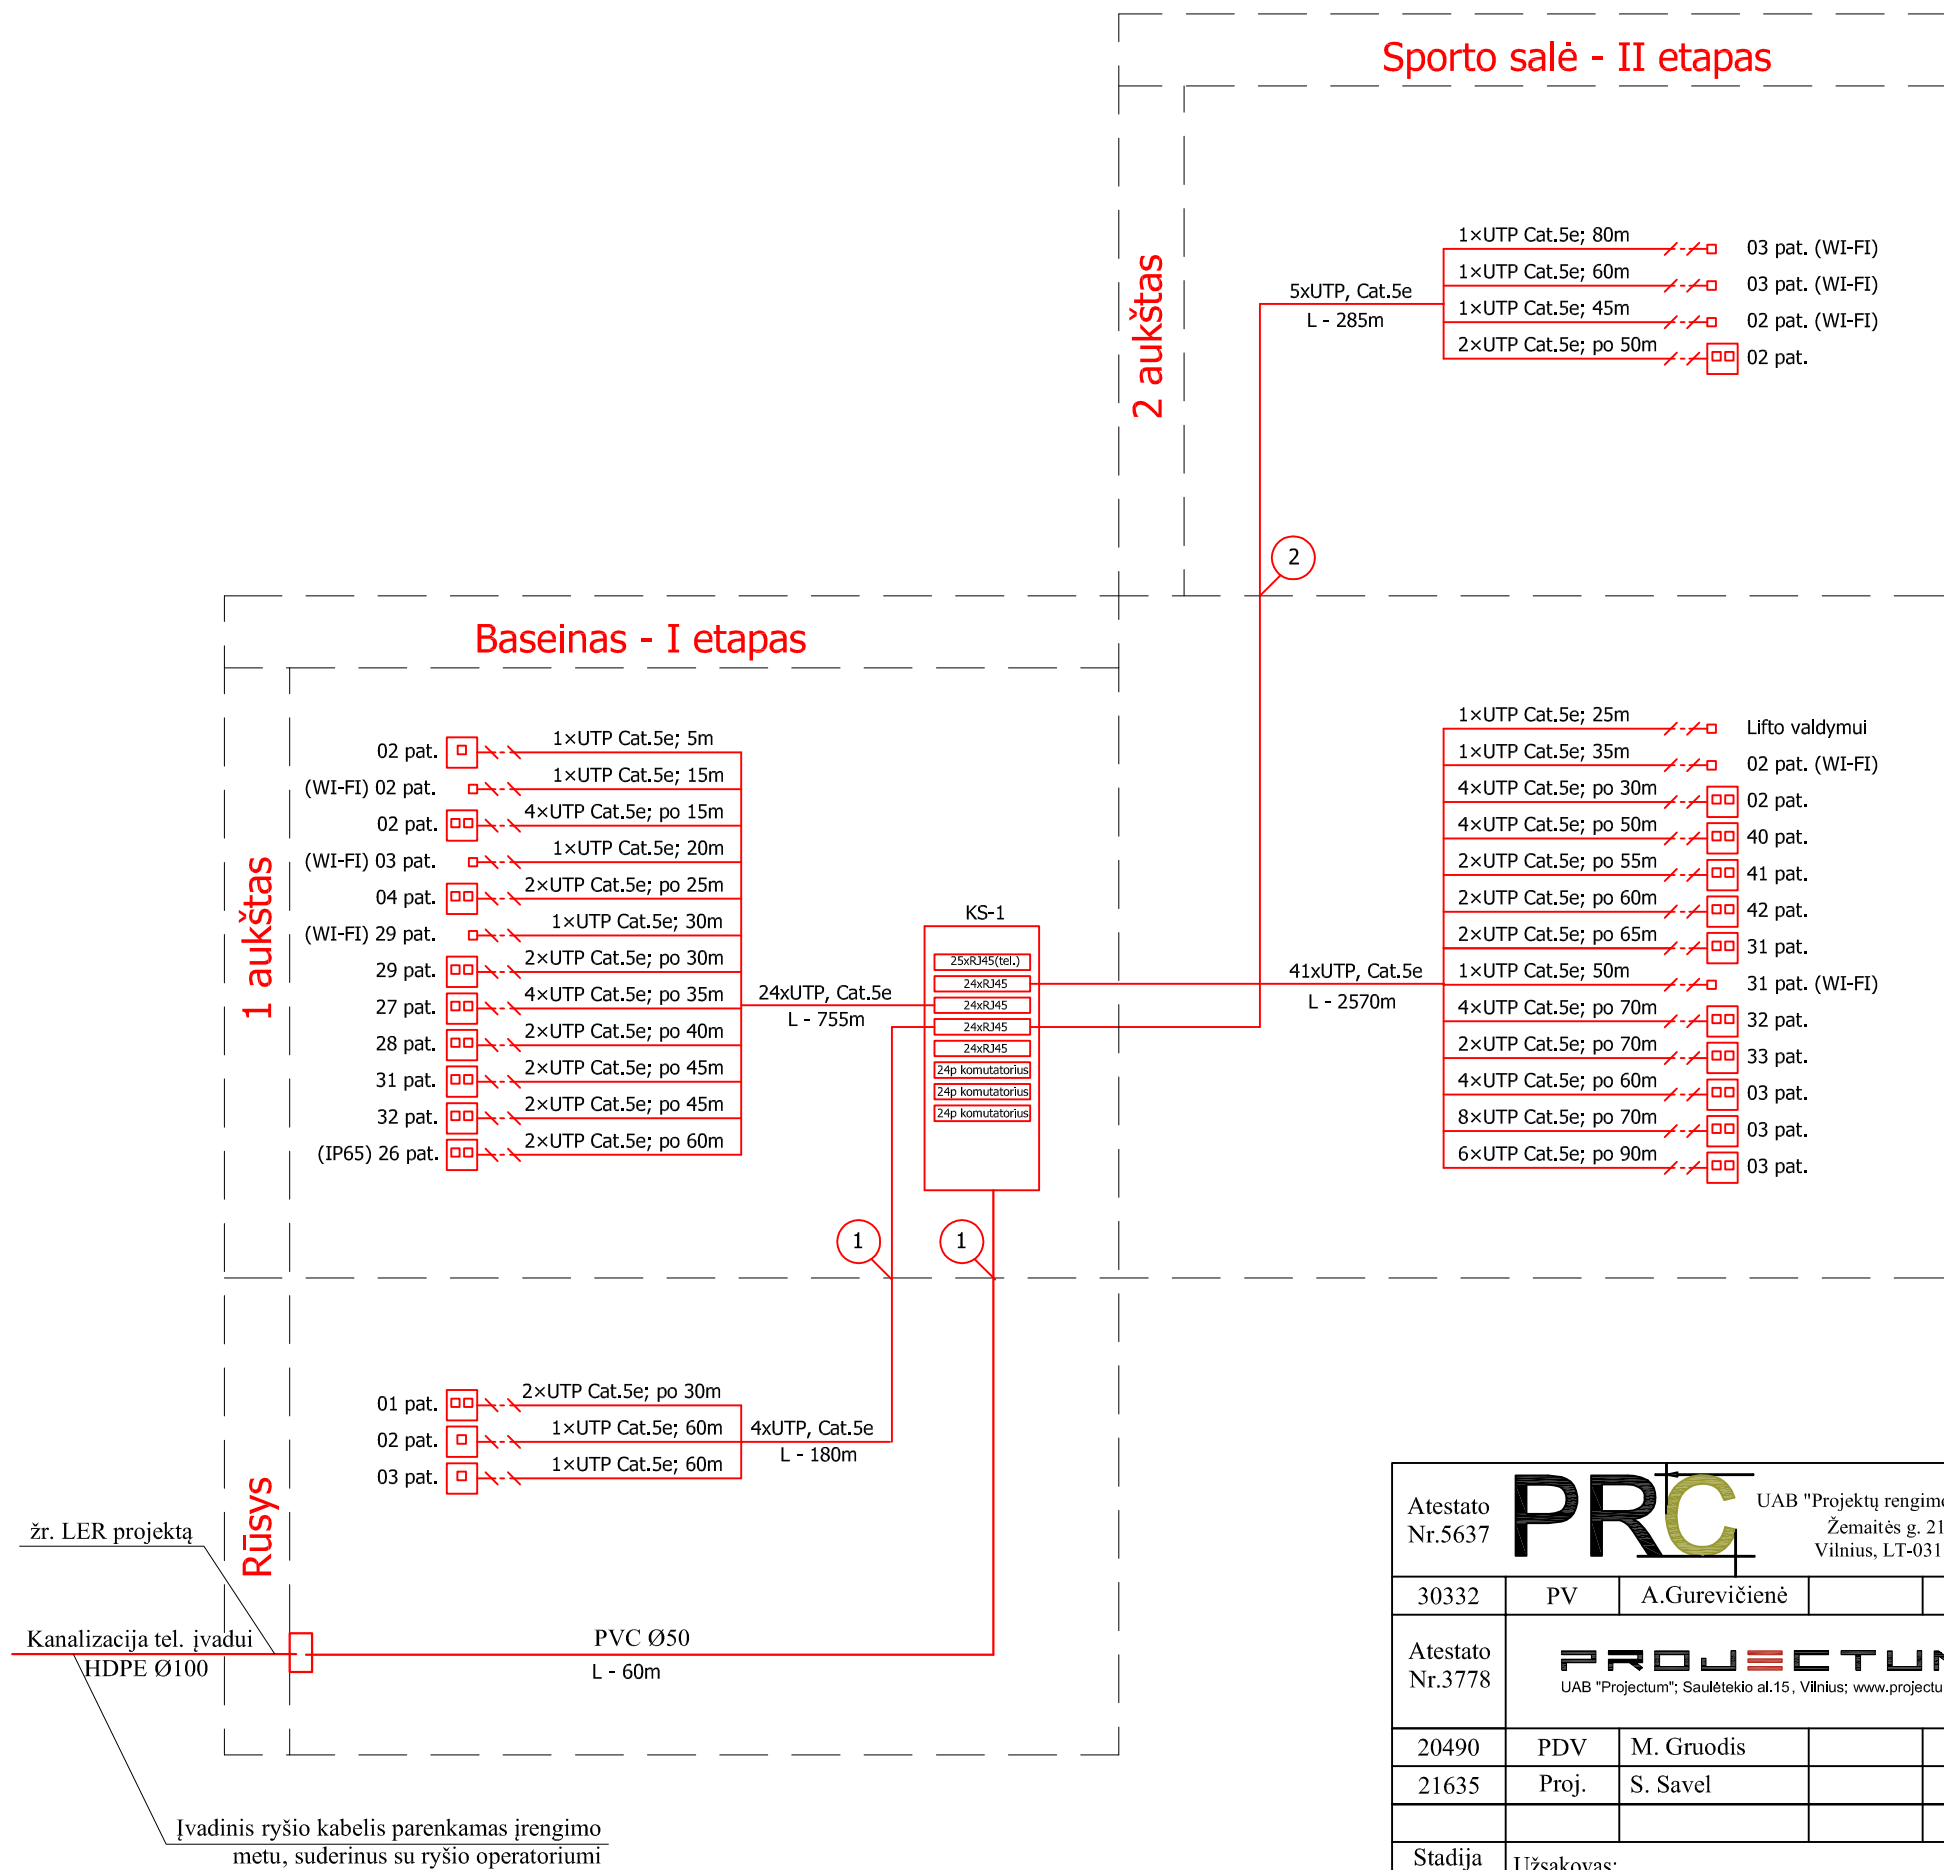 Sporto salė - II etapas
2 aukštas
1×UTP Cat.5e; 80m
03 pat. (WI-FI)
1×UTP Cat.5e; 60m
03 pat. (WI-FI)
5xUTP, Cat.5e
L - 285m
1×UTP Cat.5e; 45m
02 pat. (WI-FI)
2×UTP Cat.5e; po 50m
02 pat.
2
Baseinas - I etapas
1 aukštas
02 pat.
1×UTP Cat.5e; 5m
(WI-FI) 02 pat.
1×UTP Cat.5e; 15m
02 pat.
4×UTP Cat.5e; po 15m
(WI-FI) 03 pat.
1×UTP Cat.5e; 20m
04 pat.
2×UTP Cat.5e; po 25m
(WI-FI) 29 pat.
1×UTP Cat.5e; 30m
29 pat.
2×UTP Cat.5e; po 30m
27 pat.
4×UTP Cat.5e; po 35m
28 pat.
2×UTP Cat.5e; po 40m
31 pat.
2×UTP Cat.5e; po 45m
32 pat.
2×UTP Cat.5e; po 45m
(IP65) 26 pat.
2×UTP Cat.5e; po 60m
24xUTP, Cat.5e
L - 755m
KS-1
25xRJ45(tel.)
24xRJ45
24xRJ45
24xRJ45
24xRJ45
24p komutatorius
24p komutatorius
24p komutatorius
41xUTP, Cat.5e
L - 2570m
1×UTP Cat.5e; 25m
Lifto valdymui
1×UTP Cat.5e; 35m
02 pat. (WI-FI)
4×UTP Cat.5e; po 30m
02 pat.
4×UTP Cat.5e; po 50m
40 pat.
2×UTP Cat.5e; po 55m
41 pat.
2×UTP Cat.5e; po 60m
42 pat.
2×UTP Cat.5e; po 65m
31 pat.
1×UTP Cat.5e; 50m
31 pat. (WI-FI)
4×UTP Cat.5e; po 70m
32 pat.
2×UTP Cat.5e; po 70m
33 pat.
4×UTP Cat.5e; po 60m
03 pat.
8×UTP Cat.5e; po 70m
03 pat.
6×UTP Cat.5e; po 90m
03 pat.
1
1
Rūsys
01 pat.
2×UTP Cat.5e; po 30m
02 pat.
1×UTP Cat.5e; 60m
03 pat.
1×UTP Cat.5e; 60m
4xUTP, Cat.5e
L - 180m
žr. LER projektą
Kanalizacija tel. įvadui
HDPE Ø100
PVC Ø50
L - 60m
Įvadinis ryšio kabelis parenkamas įrengimo
metu, suderinus su ryšio operatoriumi
Atestato
Nr.5637
PRC
UAB "Projektų rengimo
Žemaitės g. 21
Vilnius, LT-031
30332 PV A.Gurevičienė
Atestato
Nr.3778
PROJECTUM
UAB "Projectum"; Saulėtekio al.15, Vilnius; www.projectu
20490 PDV M. Gruodis
21635 Proj. S. Savel
Stadija
Užsakovas: